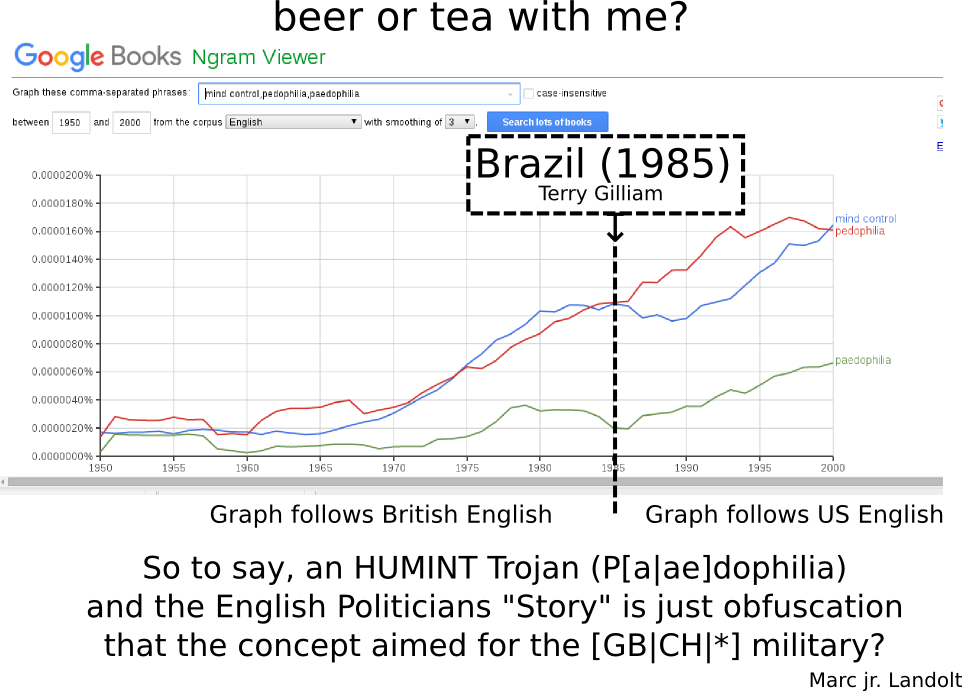 beer or tea with me?
Google Books Ngram Viewer
Graph these comma-separated phrases: mind control,pedophilia,paedophilia case-insensitive
between 1950 and 2000 from the corpus English with smoothing of 3 . Search lots of books
Brazil (1985)
Terry Gilliam
0.0000200%
0.0000180%
0.0000160%
0.0000140%
0.0000120%
0.0000100%
0.0000080%
0.0000060%
0.0000040%
0.0000020%
0.0000000%
mind control
pedophilia
paedophilia
1950 1955 1960 1965 1970 1975 1980 1985 1990 1995 2000
Graph follows British English Graph follows US English
So to say, an HUMINT Trojan (P[a|ae]dophilia)
and the English Politicians "Story" is just obfuscation
that the concept aimed for the [GB|CH|*] military?
Marc jr. Landolt